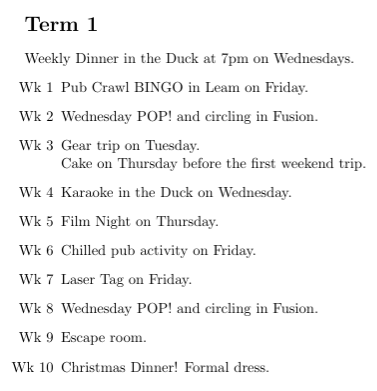 Term 1
Weekly Dinner in the Duck at 7pm on Wednesdays.
Wk 1 Pub Crawl BINGO in Leam on Friday.
Wk 2 Wednesday POP! and circling in Fusion.
Wk 3 Gear trip on Tuesday.
Cake on Thursday before the first weekend trip.
Wk 4 Karaoke in the Duck on Wednesday.
Wk 5 Film Night on Thursday.
Wk 6 Chilled pub activity on Friday.
Wk 7 Laser Tag on Friday.
Wk 8 Wednesday POP! and circling in Fusion.
Wk 9 Escape room.
Wk 10 Christmas Dinner! Formal dress.